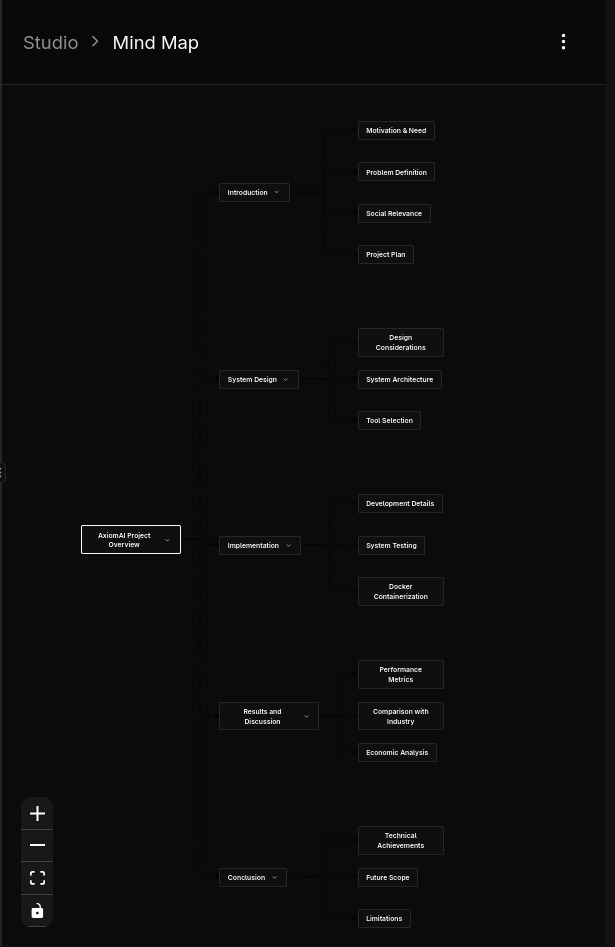 Studio > Mind Map
Motivation & Need
Problem Definition
Introduction
Social Relevance
Project Plan
Design
Considerations
System Design
System Architecture
Tool Selection
Development Details
AxiomAI Project
Overview
Implementation
System Testing
Docker
Containerization
Performance
Metrics
Results and
Discussion
Comparison with
Industry
Economic Analysis
Technical
Achievements
Conclusion
Future Scope
Limitations